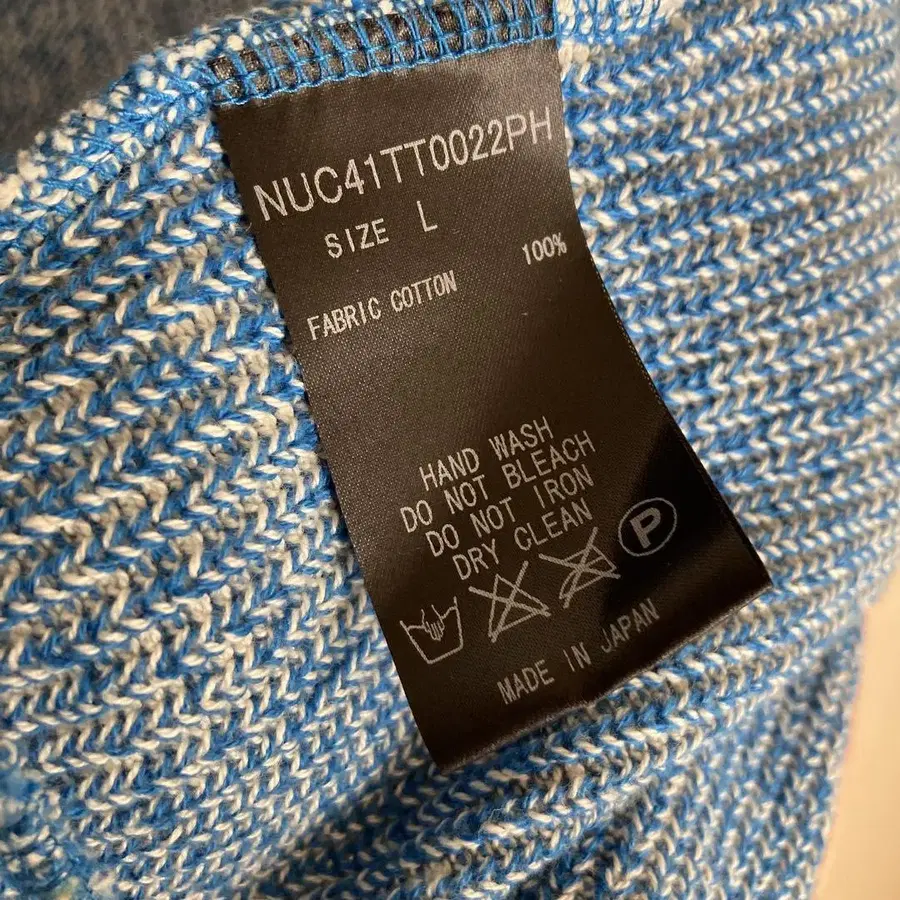 NUC41TT0022PH
SIZE L
FABRIC COTTON 100%
HAND WASH
DO NOT BLEACH
DO NOT IRON
DRY CLEAN
P
MADE IN JAPAN